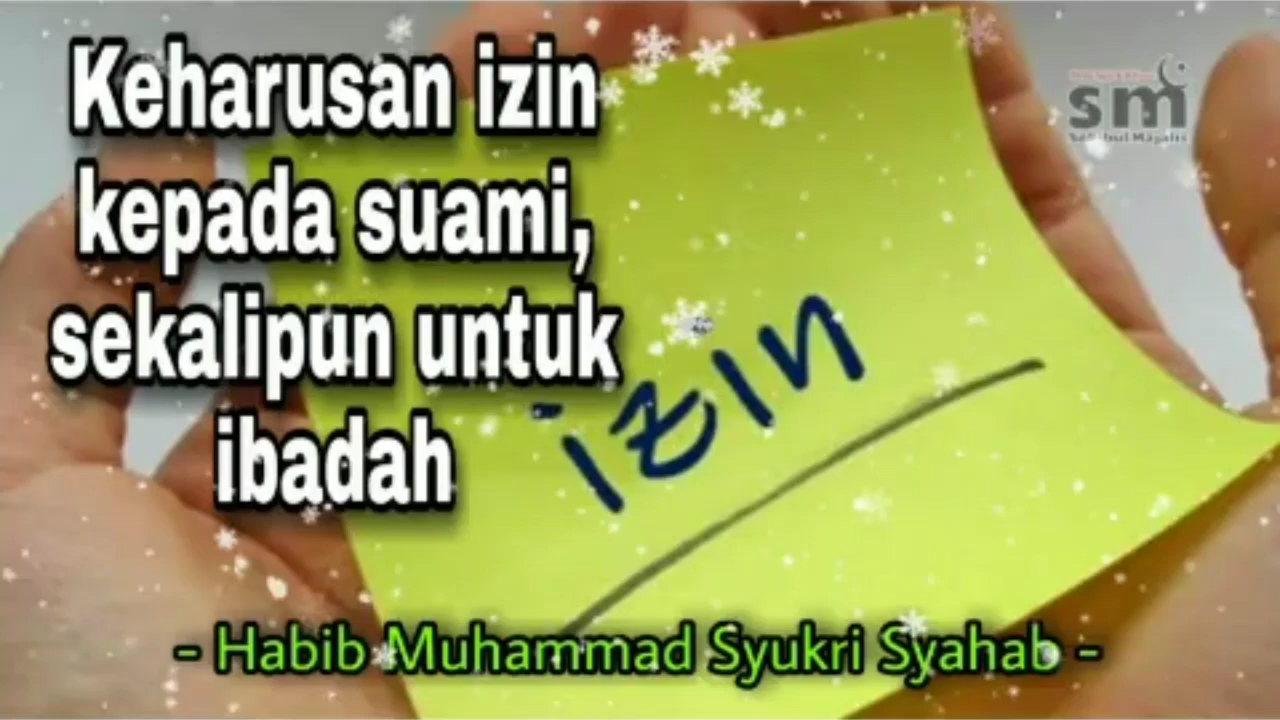 Keharusan izin
kepada suami,
sekalipun untuk
ibadah
izin
sm
- Habib Muhammad Syukri Syahab -